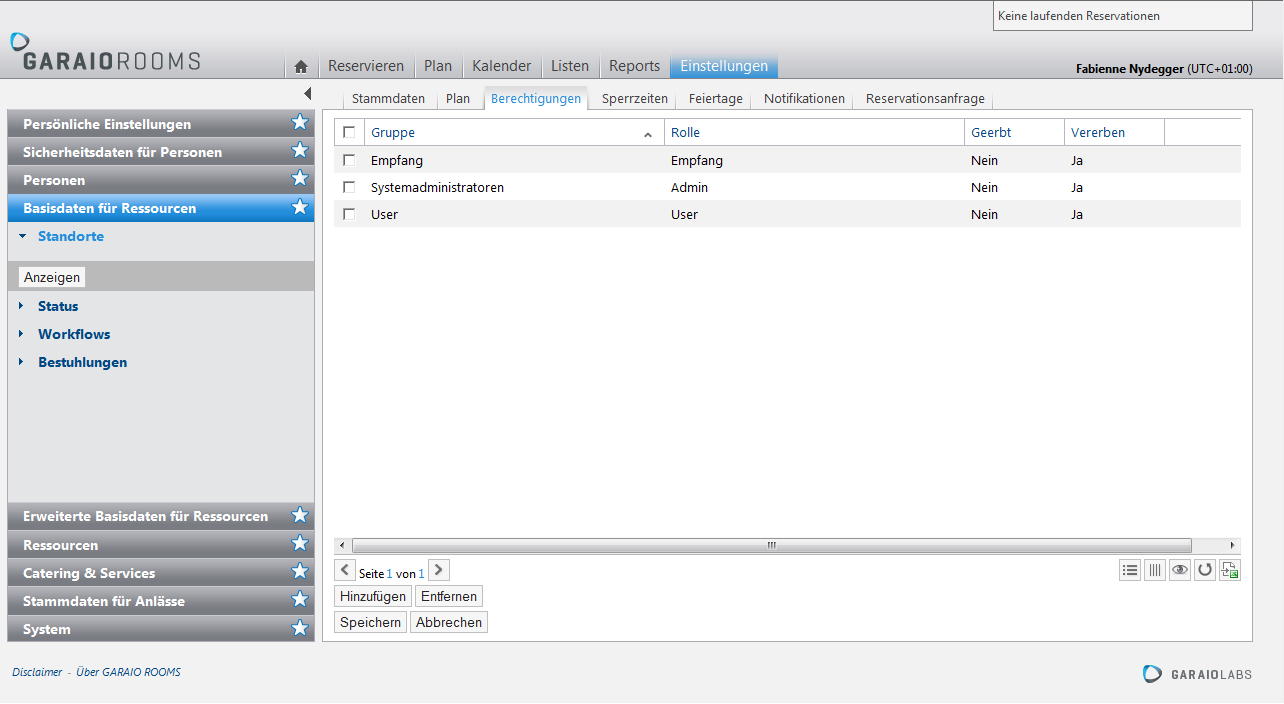 Keine laufenden Reservationen
GARAIOROOMS
Reservieren Plan Kalender Listen Reports Einstellungen
Fabienne Nydegger (UTC+01:00)
Stammdaten Plan Berechtigungen Sperrzeiten Feiertage Notifikationen Reservationsanfrage
Persönliche Einstellungen
Sicherheitsdaten für Personen
Personen
Basisdaten für Ressourcen
Standorte
Anzeigen
Status
Workflows
Bestuhlungen
Erweiterte Basisdaten für Ressourcen
Ressourcen
Catering & Services
Stammdaten für Anlässe
System
Gruppe Rolle Geerbt Vererben
Empfang Empfang Nein Ja
Systemadministratoren Admin Nein Ja
User User Nein Ja
Seite 1 von 1
Hinzufügen Entfernen
Speichern Abbrechen
Disclaimer - Über GARAIO ROOMS
GARAIOLABS